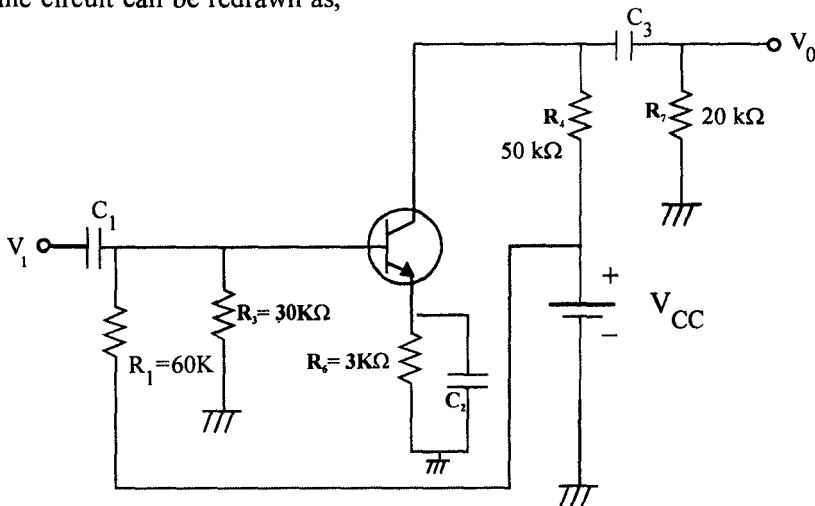 the circuit can be redrawn as,
C3
V0
R4
50 kΩ
R7
20 kΩ
C1
V1
R3= 30KΩ
R1=60K
R6= 3KΩ
C2
+
VCC
−